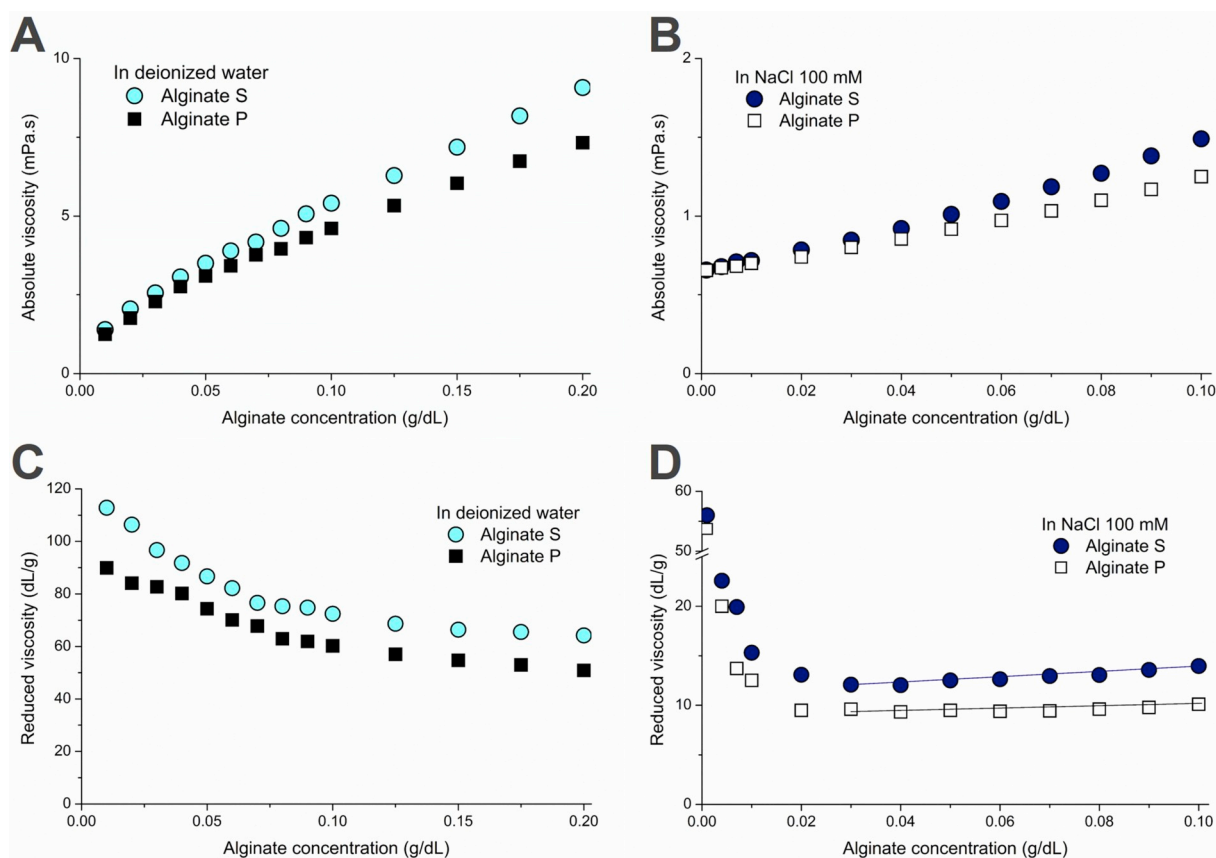 A
Absolute viscosity (mPa.s)
10
5
0
In deionized water
Alginate S
Alginate P
0.00 0.05 0.10 0.15 0.20
Alginate concentration (g/dL)
B
Absolute viscosity (mPa.s)
2
1
0
In NaCl 100 mM
Alginate S
Alginate P
0.00 0.02 0.04 0.06 0.08 0.10
Alginate concentration (g/dL)
C
Reduced viscosity (dL/g)
120
100
80
60
40
20
0
In deionized water
Alginate S
Alginate P
0.00 0.05 0.10 0.15 0.20
Alginate concentration (g/dL)
D
Reduced viscosity (dL/g)
60
50
20
10
0
In NaCl 100 mM
Alginate S
Alginate P
0.00 0.02 0.04 0.06 0.08 0.10
Alginate concentration (g/dL)